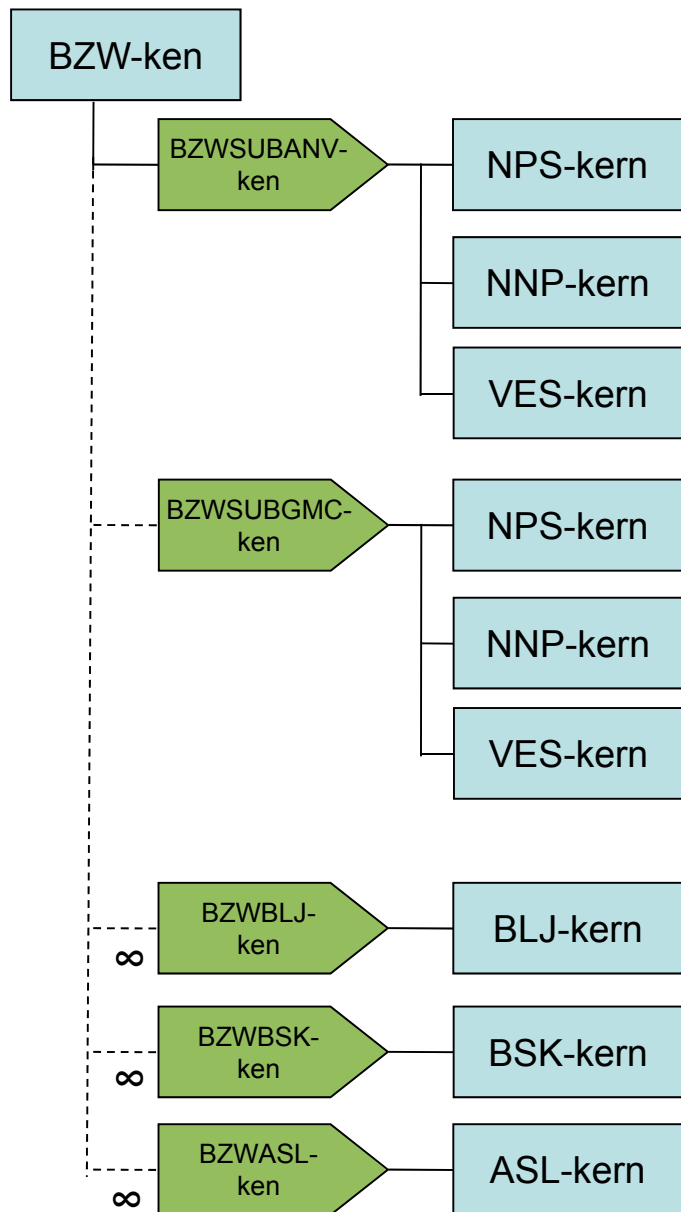 BZW-ken
BZWSUBANV-
ken
NPS-kern
NNP-kern
VES-kern
BZWSUBGMC-
ken
NPS-kern
NNP-kern
VES-kern
BZWBLJ-
ken
BLJ-kern
∞
BZWBSK-
ken
BSK-kern
∞
BZWASL-
ken
ASL-kern
∞